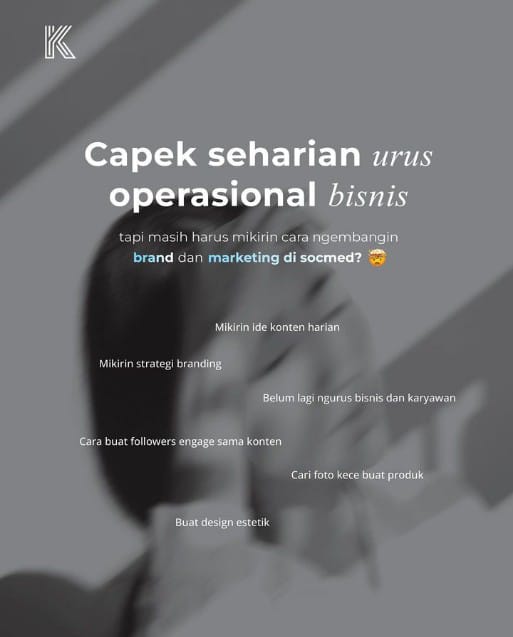 K
Capek seharian urus
operasional bisnis
tapi masih harus mikirin cara ngembangin
brand dan marketing di socmed? 🤯
Mikirin ide konten harian
Mikirin strategi branding
Belum lagi ngurus bisnis dan karyawan
Cara buat followers engage sama konten
Cari foto kece buat produk
Buat design estetik